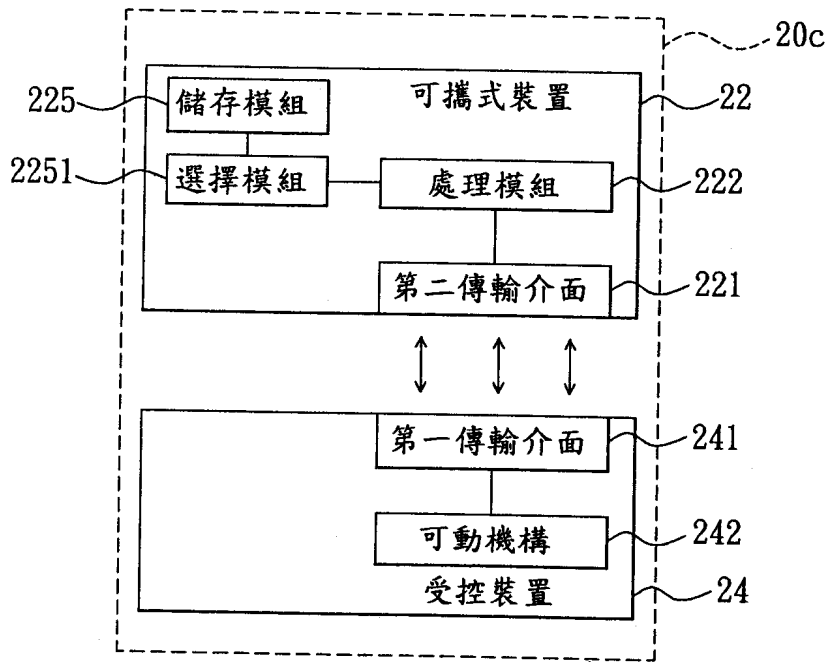 20c
225
儲存模組
可攜式裝置
22
2251
選擇模組
處理模組
222
第二傳輸介面
221
第一傳輸介面
241
可動機構
242
受控裝置
24